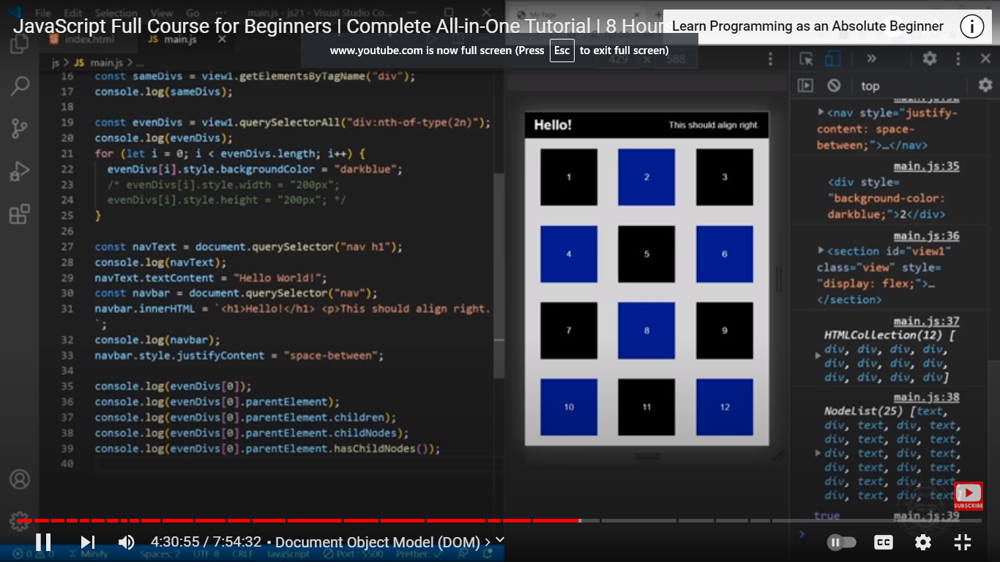 File Edit Selection View Go ... main.js - js21 - Visual Studio Co...
JavaScript Full Course for Beginners | Complete All-in-One Tutorial | 8 Hour
Learn Programming as an Absolute Beginner
www.youtube.com is now full screen (Press Esc to exit full screen)
My Page
index.html
JS main.js ×
js > JS main.js > ...
429 × 588
top
16 const sameDivs = view1.getElementsByTagName("div");
17 console.log(sameDivs);
18
19 const evenDivs = view1.querySelectorAll("div:nth-of-type(2n)");
20 console.log(evenDivs);
21 for (let i = 0; i < evenDivs.length; i++) {
22 evenDivs[i].style.backgroundColor = "darkblue";
23 /* evenDivs[i].style.width = "200px";
24 evenDivs[i].style.height = "200px"; */
25 }
26
27 const navText = document.querySelector("nav h1");
28 console.log(navText);
29 navText.textContent = "Hello World!";
30 const navbar = document.querySelector("nav");
31 navbar.innerHTML = `<h1>Hello!</h1> <p>This should align right.
`;
32 console.log(navbar);
33 navbar.style.justifyContent = "space-between";
34
35 console.log(evenDivs[0]);
36 console.log(evenDivs[0].parentElement);
37 console.log(evenDivs[0].parentElement.children);
38 console.log(evenDivs[0].parentElement.childNodes);
39 console.log(evenDivs[0].parentElement.hasChildNodes());
40
Hello! This should align right.
1 2 3
4 5 6
7 8 9
10 11 12
main.js:32
<nav style="justify-
content: space-
between;">…</nav>
main.js:35
<div style=
"background-color:
darkblue;">2</div>
main.js:36
<section id="view1"
class="view" style=
"display: flex;">…
</section>
main.js:37
HTMLCollection(12) [
div, div, div, div,
div, div, div, div,
div, div, div, div]
main.js:38
NodeList(25) [text,
div, text, div, text,
div, text, div, text,
div, text, div, text,
div, text, div, text,
div, text, div, text,
div, text, div, text]
SUBSCRIBE
true main.js:39
4:30:55 / 7:54:32 • Document Object Model (DOM) >
CC
0 0 Minify Spaces: 2 UTF-8 CRLF JavaScript Port : 5500 Prettier: ✓